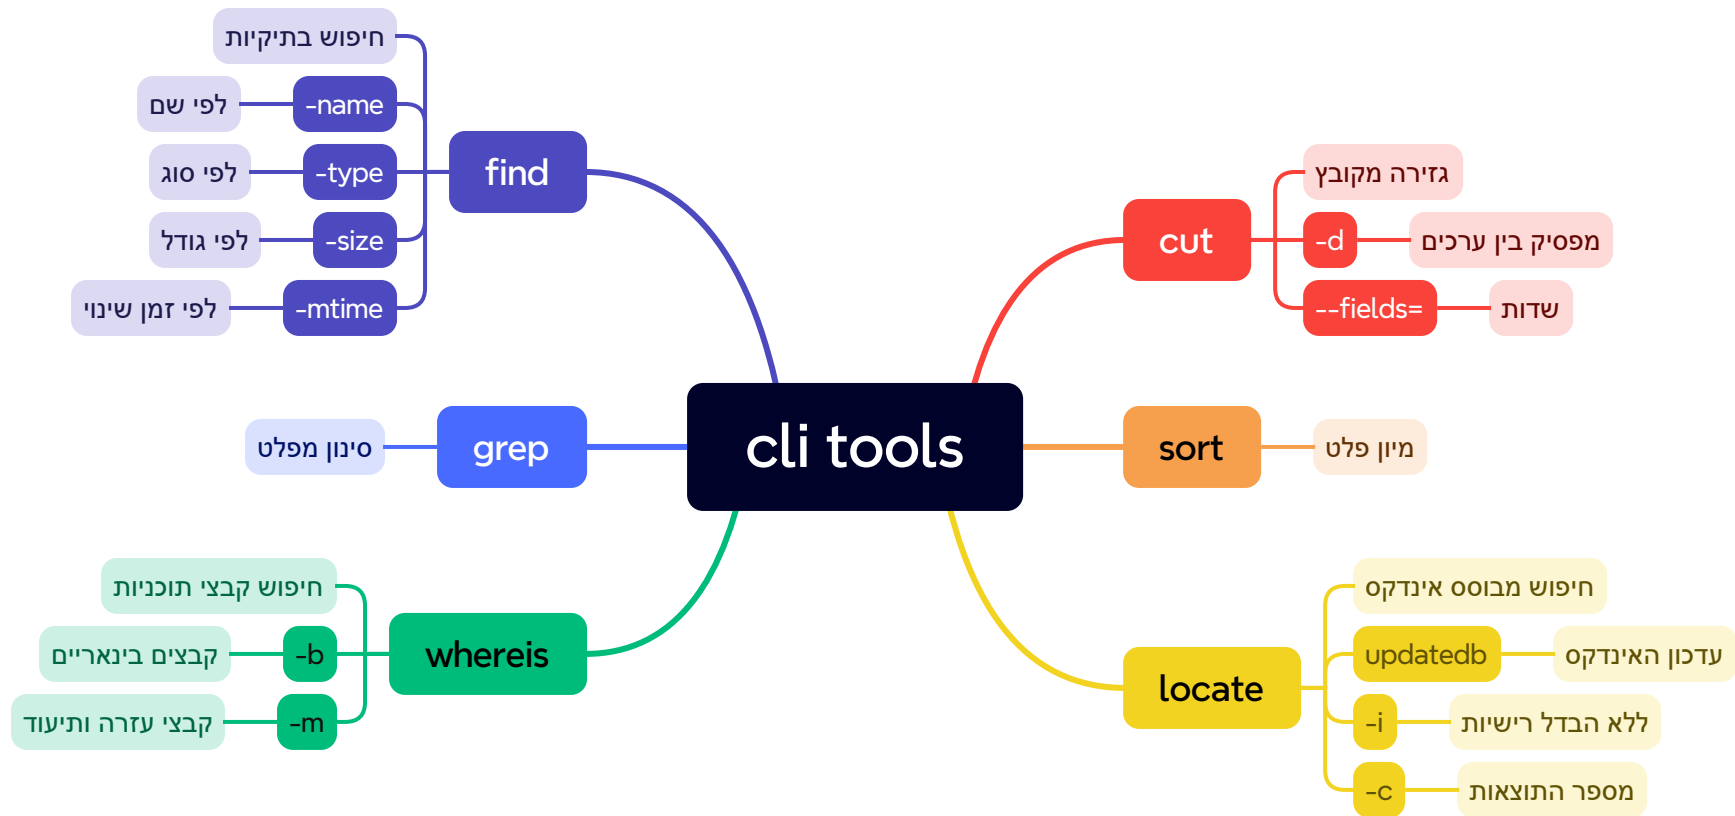 cli tools
find
חיפוש בתיקיות
-name
לפי שם
-type
לפי סוג
-size
לפי גודל
-mtime
לפי זמן שינוי
grep
סינון מפלט
whereis
חיפוש קבצי תוכניות
-b
קבצים בינאריים
-m
קבצי עזרה ותיעוד
cut
גזירה מקובץ
-d
מפסיק בין ערכים
--fields=
שדות
sort
מיון פלט
locate
חיפוש מבוסס אינדקס
updatedb
עדכון האינדקס
-i
ללא הבדל רישיות
-c
מספר התוצאות